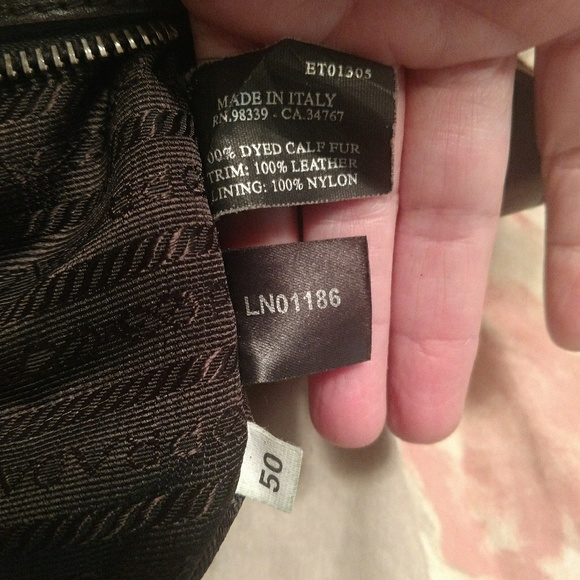 ET01305
MADE IN ITALY
RN.98339 - CA.34767
00% DYED CALF FUR
TRIM: 100% LEATHER
LINING: 100% NYLON
LN01186
50